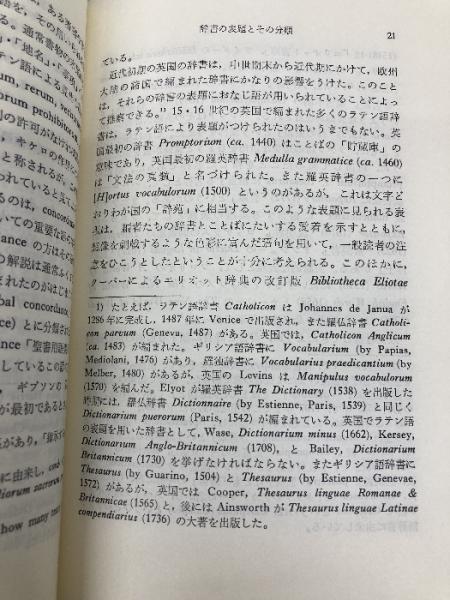 辞書の表題とその分類
21
ている。
近代初期の英国の辞書は,中世期末から近代期にかけて,欧州
大陸の諸国で編まれた辞書にかなりの影響をうけた。このこと
は,それらの辞書の表題におなじ語が用いられていることによっ
て推察できる。¹⁾ 15・16 世紀の英国で編まれた多くのラテン語辞
書は,ラテン語により表題がつけられたのはいうまでもない。英
国最初の辞書 Promptorium (ca. 1440) はことばの「貯蔵庫」の
意味であり,英国最初の羅英辞書 Medulla grammatice (ca. 1460)
は「文法の真髄」と名づけられた。また羅英辞書の一つに
[H]ortus vocabulorum (1500) というのがあるが,これは文字ど
おりわが国の「辞苑」に相当する。このような表題に見られる表
現は,編者たちの辞書とことばにたいする愛着を示すとともに,
想像を刺戟するような色彩に富んだ語句を用いて,一般読者の注
意をひこうとしたということが十分に考えられる。このほかに,
クーパーによるエリオット辞典の改訂版 Bibliotheca Eliotae
1) たとえば,ラテン語辞書 Catholicon は Johannes de Janua が
1286 年に完成し,1487 年に Venice で出版され,また羅仏辞書 Catholi-
con parvum (Geneva, 1487) がある。英国では,Catholicon Anglicum
(ca. 1483) が編まれた。ギリシア語辞書に Vocabularium (by Papias,
Mediolani, 1476) があり,羅独辞書に Vocabularius praedicantium (by
Melber, 1480) があるが,英国の Levins は Manipulus vocabulorum
(1570) を編んだ。Elyot が羅英辞書 The Dictionary (1538) を出版した
時期には,羅仏辞書 Dictionnaire (by Estienne, Paris, 1539) と同じく
Dictionarium puerorum (Paris, 1542) が編まれている。英国でラテン語
の表題を用いた辞書として,Wase, Dictionarium minus (1662), Kersey,
Dictionarium Anglo-Britannicum (1708), と Bailey, Dictionarium
Britannicum (1730) を挙げなければならない。またギリシア語辞書に
Thesaurus (by Guarino, 1504) と Thesaurus (by Estienne, Genevae,
1572) があるが,英国では Cooper, Thesaurus linguae Romanae &
Britannicae (1565) と,後には Ainsworth が Thesaurus linguae Latinae
compendiarius (1736) の大著を出版した。